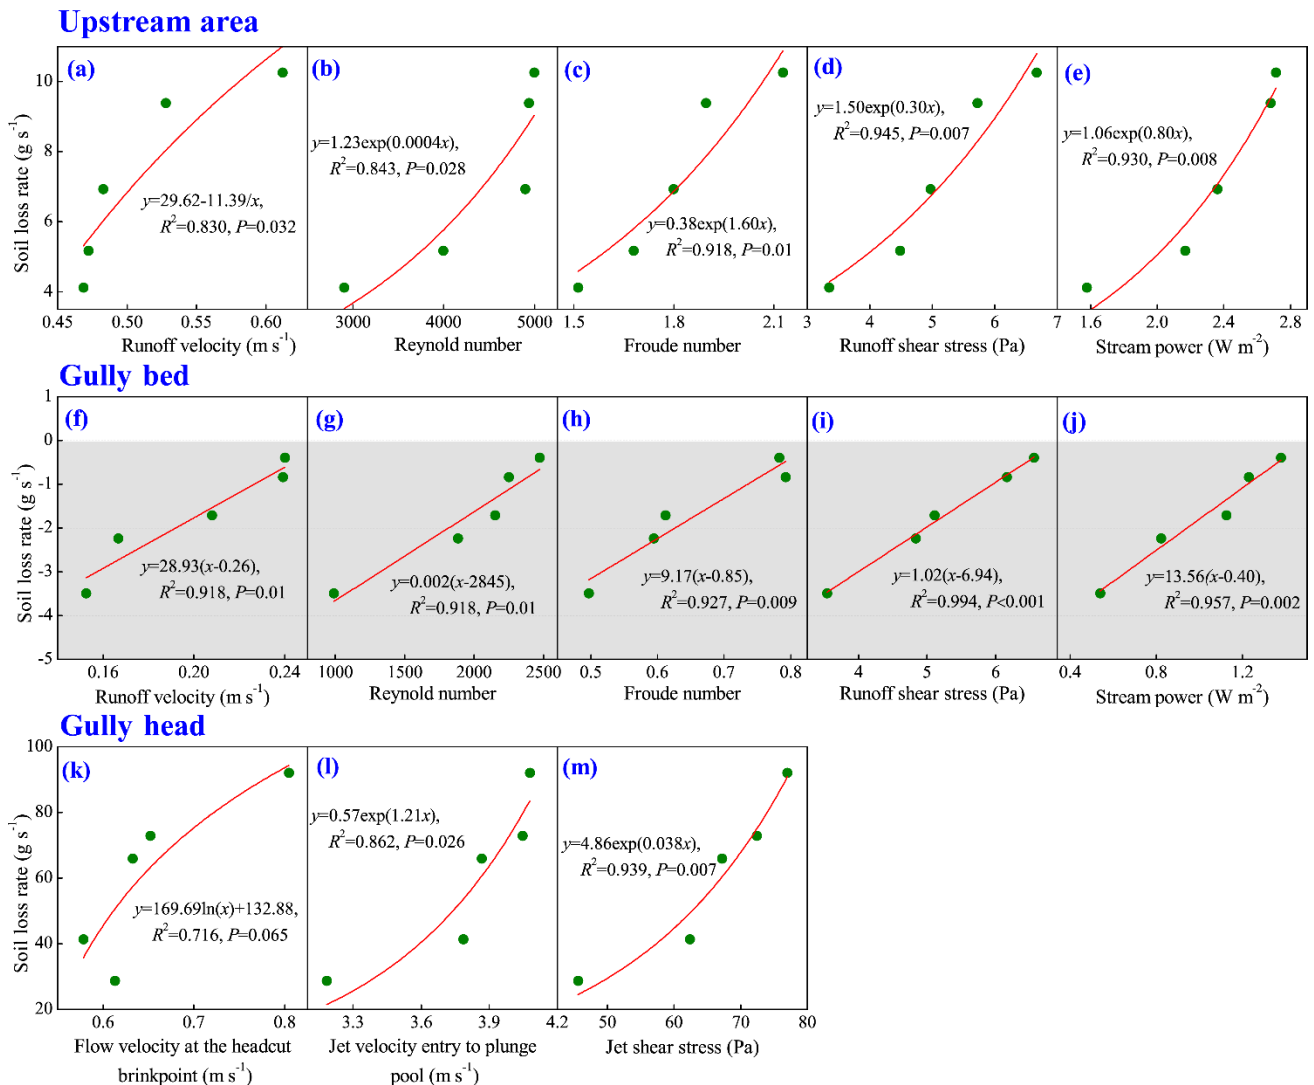 Upstream area
Soil loss rate (g s⁻¹)
10
8
6
4
(a)
y=29.62-11.39/x,
R²=0.830, P=0.032
0.45 0.50 0.55 0.60
Runoff velocity (m s⁻¹)
(b)
y=1.23exp(0.0004x),
R²=0.843, P=0.028
3000 4000 5000
Reynold number
(c)
y=0.38exp(1.60x),
R²=0.918, P=0.01
1.5 1.8 2.1
Froude number
(d)
y=1.50exp(0.30x),
R²=0.945, P=0.007
3 4 5 6 7
Runoff shear stress (Pa)
(e)
y=1.06exp(0.80x),
R²=0.930, P=0.008
1.6 2.0 2.4 2.8
Stream power (W m⁻²)
Gully bed
Soil loss rate (g s⁻¹)
1
0
-1
-2
-3
-4
-5
(f)
y=28.93(x-0.26),
R²=0.918, P=0.01
0.16 0.20 0.24
Runoff velocity (m s⁻¹)
(g)
y=0.002(x-2845),
R²=0.918, P=0.01
1000 1500 2000 2500
Reynold number
(h)
y=9.17(x-0.85),
R²=0.927, P=0.009
0.5 0.6 0.7 0.8
Froude number
(i)
y=1.02(x-6.94),
R²=0.994, P<0.001
4 5 6
Runoff shear stress (Pa)
(j)
y=13.56(x-0.40),
R²=0.957, P=0.002
0.4 0.8 1.2
Stream power (W m⁻²)
Gully head
Soil loss rate (g s⁻¹)
100
80
60
40
20
(k)
y=169.69ln(x)+132.88,
R²=0.716, P=0.065
0.6 0.7 0.8
Flow velocity at the headcut
brinkpoint (m s⁻¹)
(l)
y=0.57exp(1.21x),
R²=0.862, P=0.026
3.3 3.6 3.9 4.2
Jet velocity entry to plunge
pool (m s⁻¹)
(m)
y=4.86exp(0.038x),
R²=0.939, P=0.007
50 60 70 80
Jet shear stress (Pa)